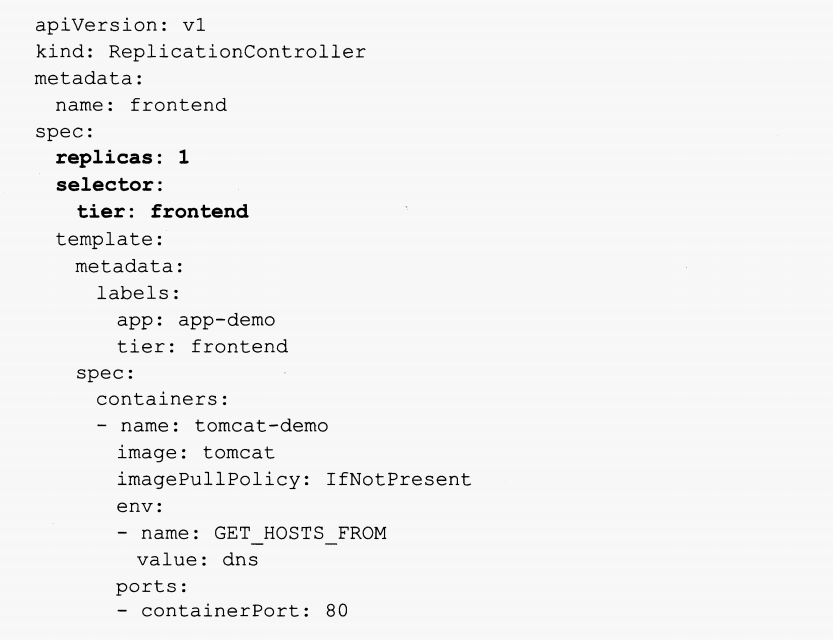 apiVersion: v1
kind: ReplicationController
metadata:
  name: frontend
spec:
  replicas: 1
  selector:
    tier: frontend
  template:
    metadata:
      labels:
        app: app-demo
        tier: frontend
    spec:
      containers:
      - name: tomcat-demo
        image: tomcat
        imagePullPolicy: IfNotPresent
        env:
        - name: GET_HOSTS_FROM
          value: dns
        ports:
        - containerPort: 80